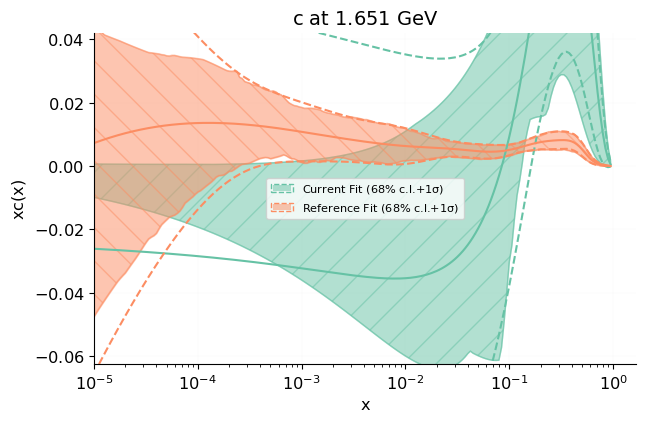 c at 1.651 GeV
xc(x)
0.04
0.02
0.00
−0.02
−0.04
−0.06
Current Fit (68% c.l.+1σ)
Reference Fit (68% c.l.+1σ)
10⁻⁵ 10⁻⁴ 10⁻³ 10⁻² 10⁻¹ 10⁰
x